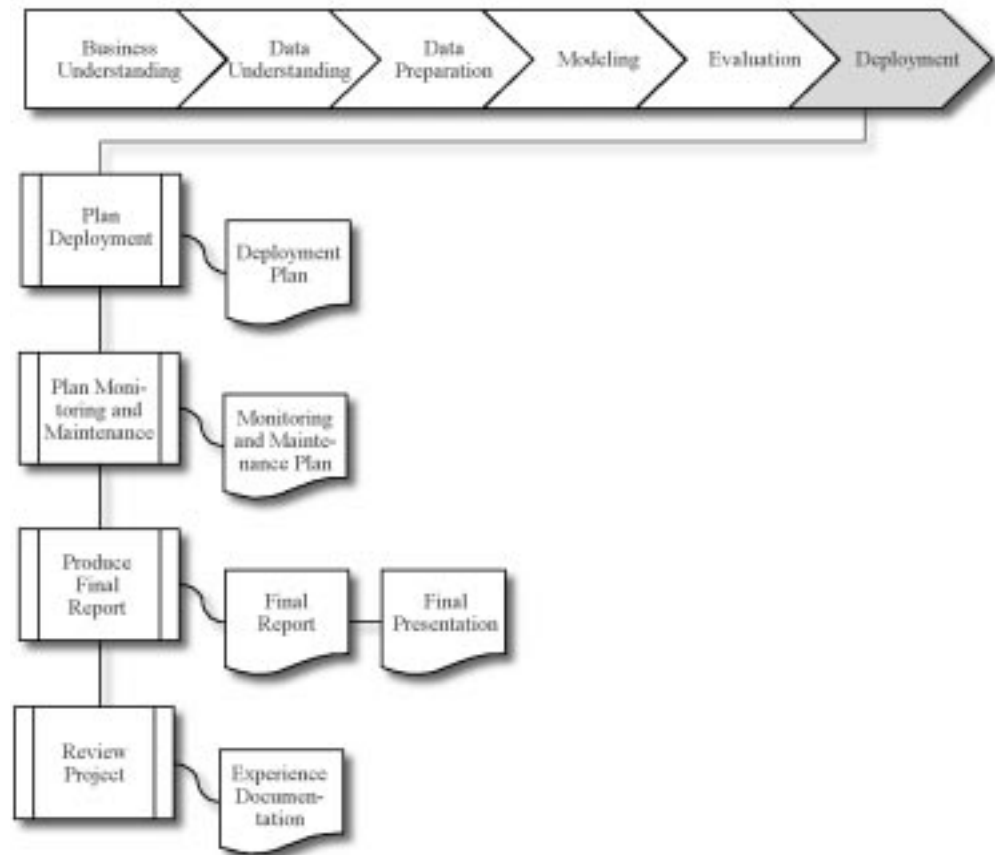 Business
Understanding
Data
Understanding
Data
Preparation
Modeling
Evaluation
Deployment
Plan
Deployment
Deployment
Plan
Plan Moni-
toring and
Maintenance
Monitoring
and Mainte-
nance Plan
Produce
Final
Report
Final
Report
Final
Presentation
Review
Project
Experience
Documen-
tation